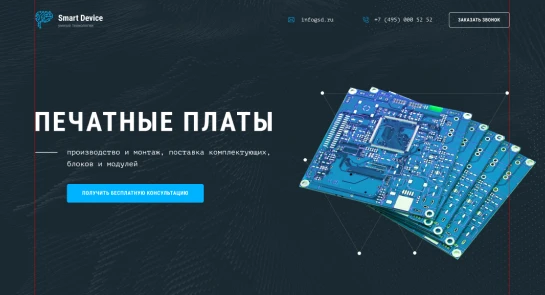 Smart Device
info@sd.ru
+7 (495) 000 52 52
ЗАКАЗАТЬ ЗВОНОК
ПЕЧАТНЫЕ ПЛАТЫ
производство и монтаж, поставка комплектующих,
блоков и модулей
ПОЛУЧИТЬ БЕСПЛАТНУЮ КОНСУЛЬТАЦИЮ